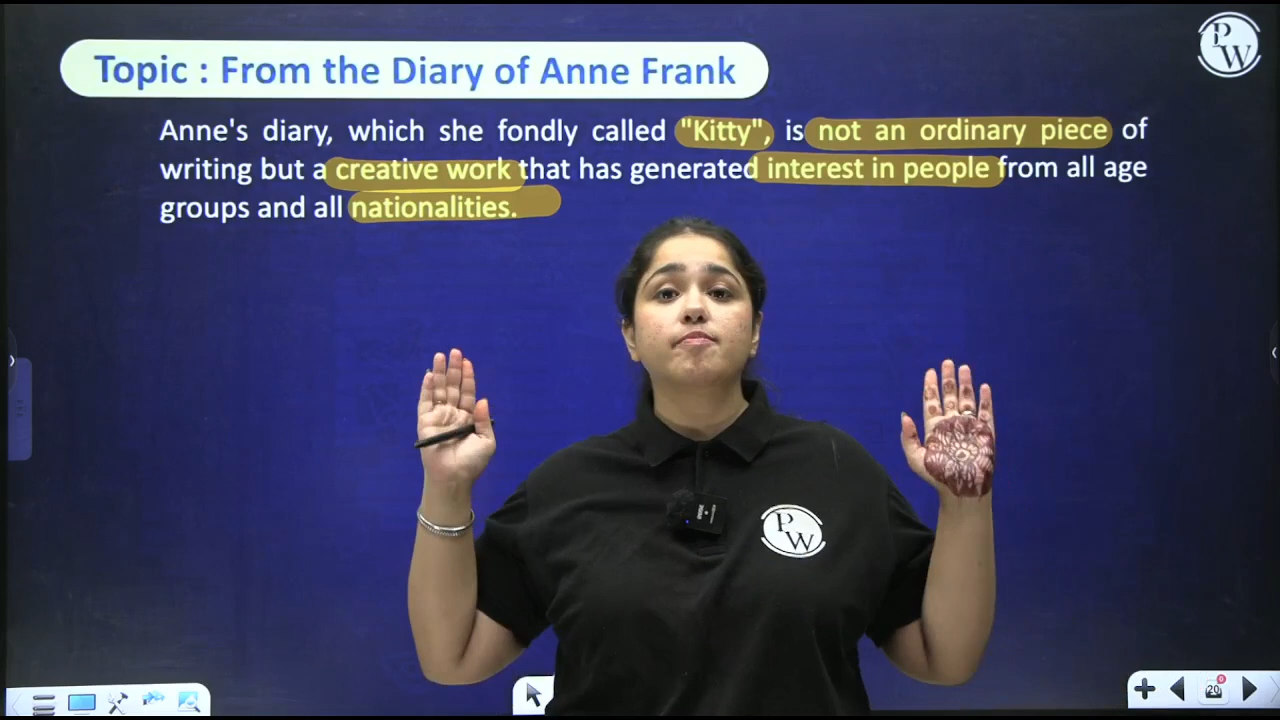 Topic : From the Diary of Anne Frank
P
W
Anne's diary, which she fondly called "Kitty", is not an ordinary piece of
writing but a creative work that has generated interest in people from all age
groups and all nationalities.
P
W
20